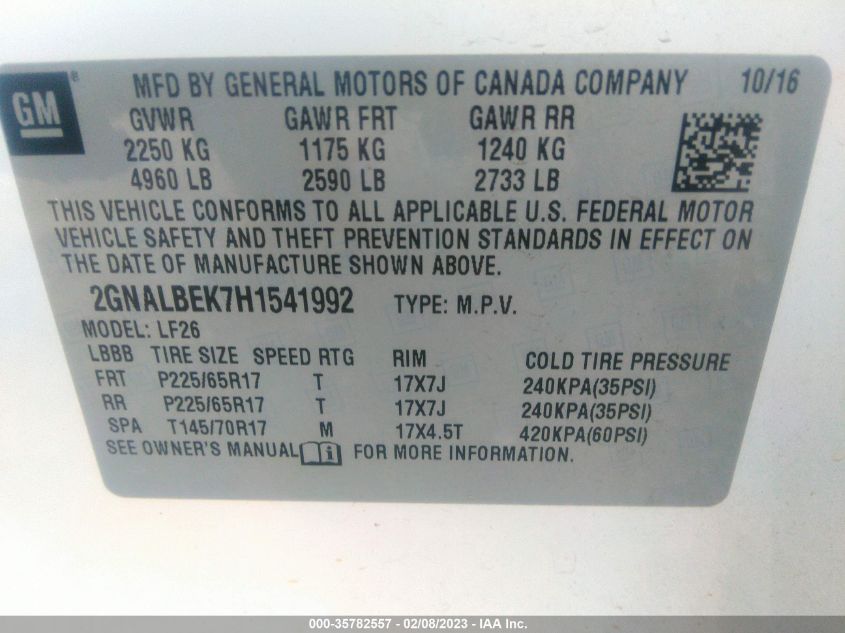 GM ® MFD BY GENERAL MOTORS OF CANADA COMPANY 10/16
GVWR GAWR FRT GAWR RR
2250 KG 1175 KG 1240 KG
4960 LB 2590 LB 2733 LB
THIS VEHICLE CONFORMS TO ALL APPLICABLE U.S. FEDERAL MOTOR
VEHICLE SAFETY AND THEFT PREVENTION STANDARDS IN EFFECT ON
THE DATE OF MANUFACTURE SHOWN ABOVE.
2GNALBEK7H1541992 TYPE: M.P.V.
MODEL: LF26
LBBB TIRE SIZE SPEED RTG RIM COLD TIRE PRESSURE
FRT P225/65R17 T 17X7J 240KPA(35PSI)
RR P225/65R17 T 17X7J 240KPA(35PSI)
SPA T145/70R17 M 17X4.5T 420KPA(60PSI)
SEE OWNER'S MANUAL i FOR MORE INFORMATION.
000-35782557 - 02/08/2023 - IAA Inc.